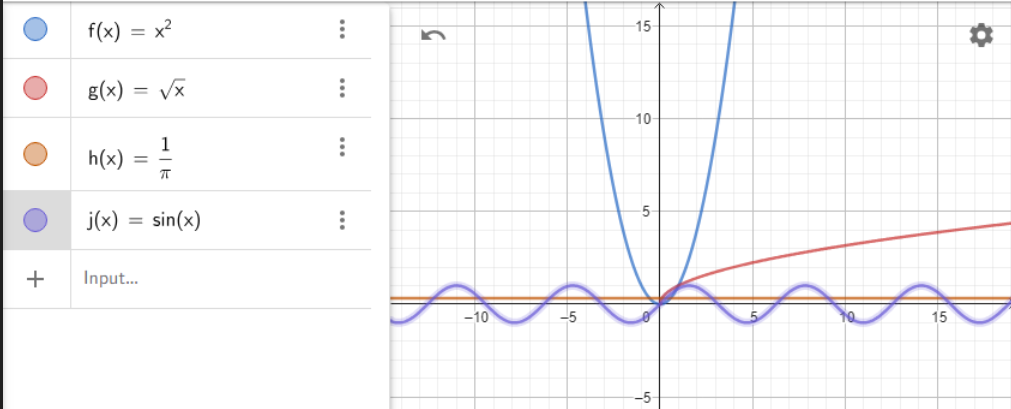 f(x) = x²
g(x) = √x
h(x) = 1/π
j(x) = sin(x)
+ Input...
15
10
5
−10 −5 0 5 10 15
−5